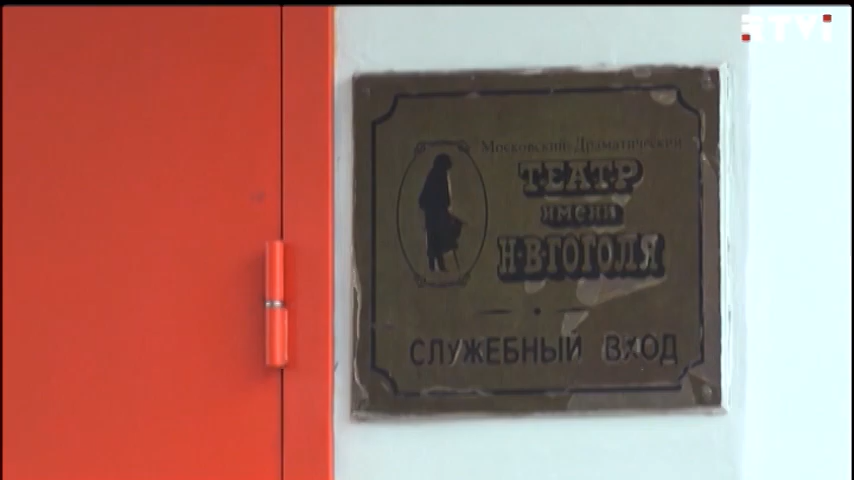 RTVi
Московский Драматический
ТЕАТР
имени
Н·В·ГОГОЛЯ
СЛУЖЕБНЫЙ ВХОД